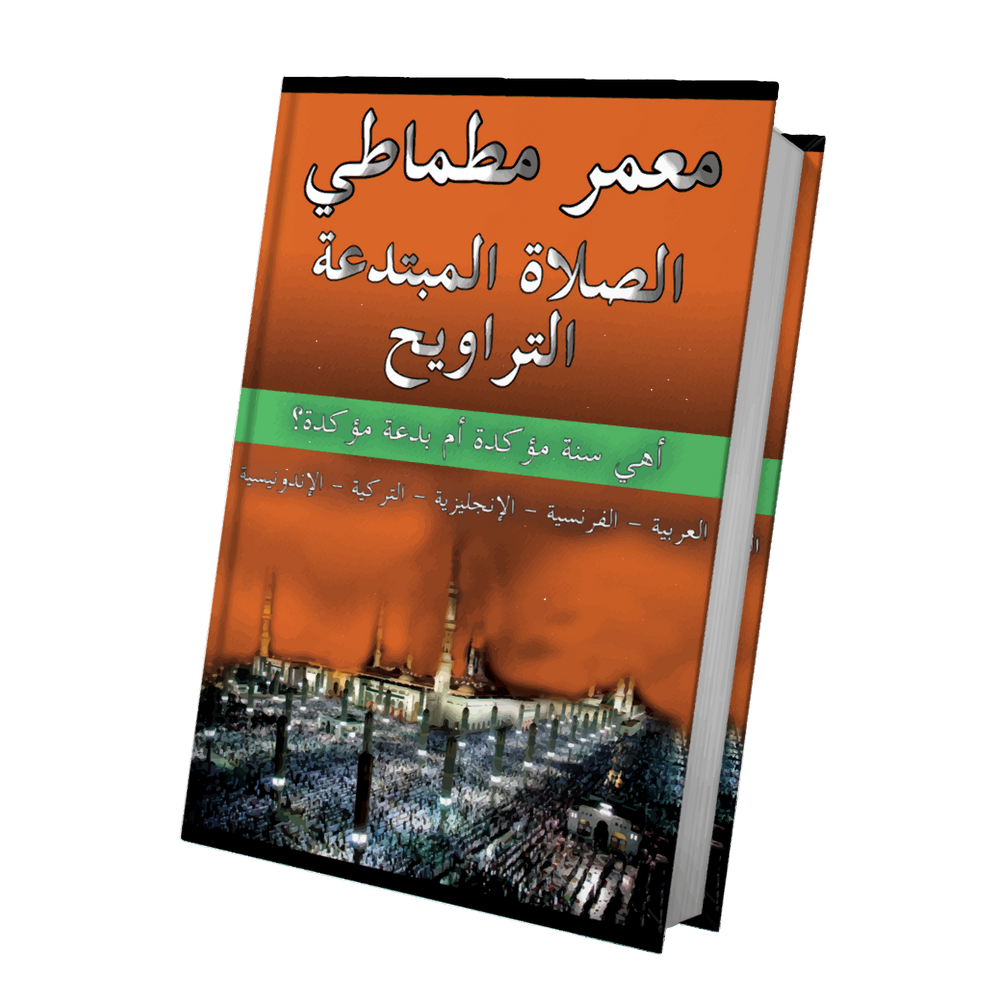 معمر مطماطي
الصلاة المبتدعة
التراويح
أهي سنة مؤكدة أم بدعة مؤكدة؟
العربية - الفرنسية - الإنجليزية - التركية - الإندونيسية